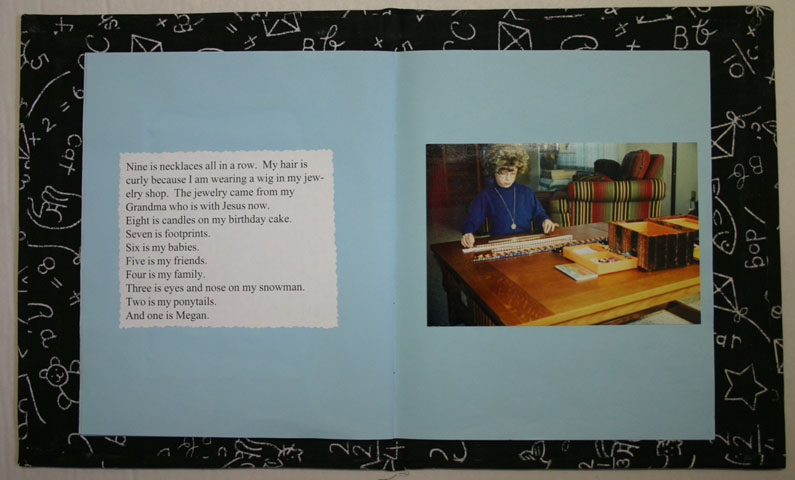 Nine is necklaces all in a row. My hair is
curly because I am wearing a wig in my jew-
elry shop. The jewelry came from my
Grandma who is with Jesus now.
Eight is candles on my birthday cake.
Seven is footprints.
Six is my babies.
Five is my friends.
Four is my family.
Three is eyes and nose on my snowman.
Two is my ponytails.
And one is Megan.